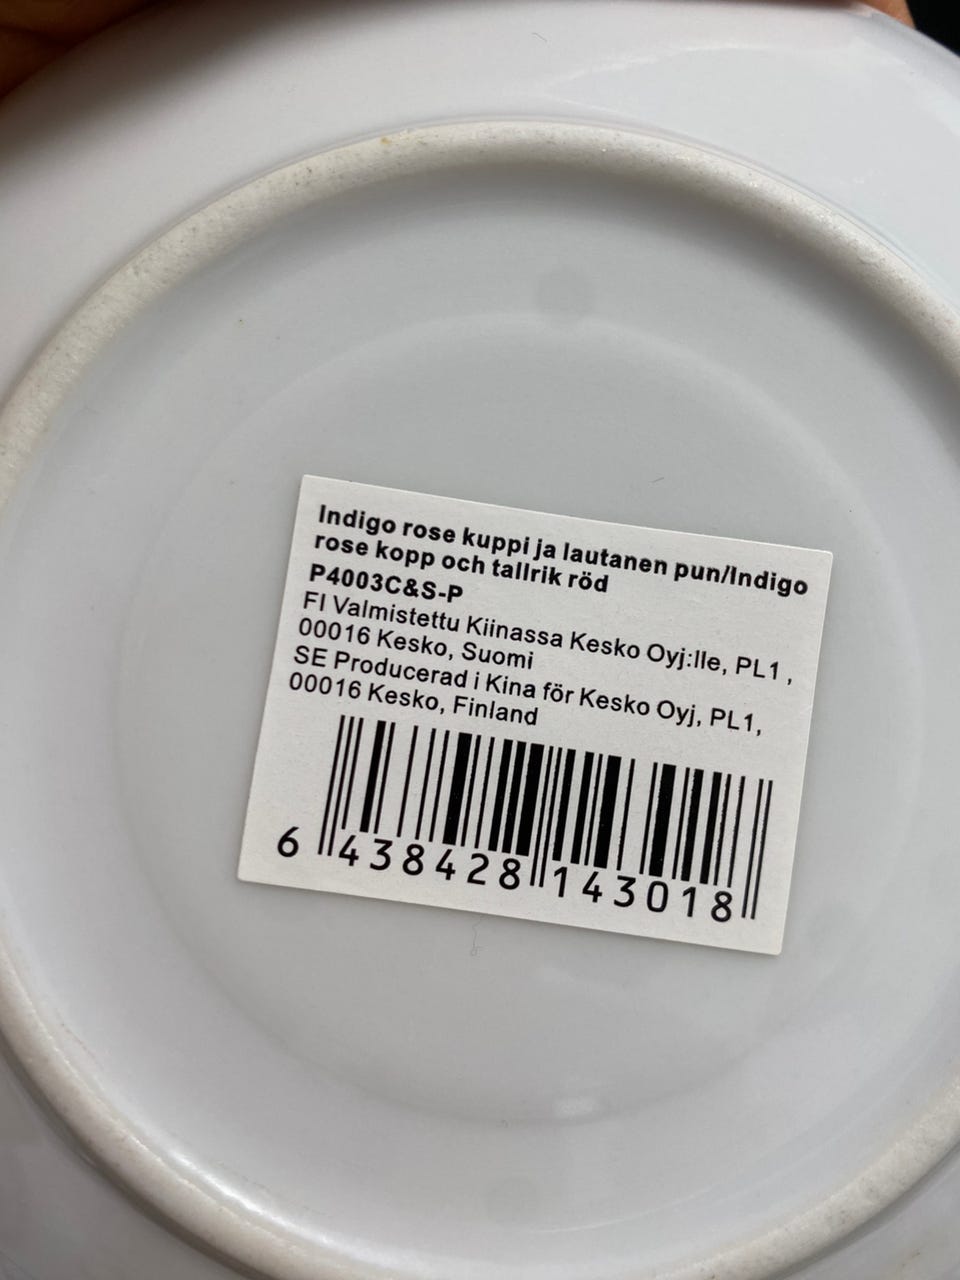 Indigo rose kuppi ja lautanen pun/Indigo
rose kopp och tallrik röd
P4003C&S-P
FI Valmistettu Kiinassa Kesko Oyj:lle, PL1 ,
00016 Kesko, Suomi
SE Producerad i Kina för Kesko Oyj, PL1,
00016 Kesko, Finland
6 438428 143018